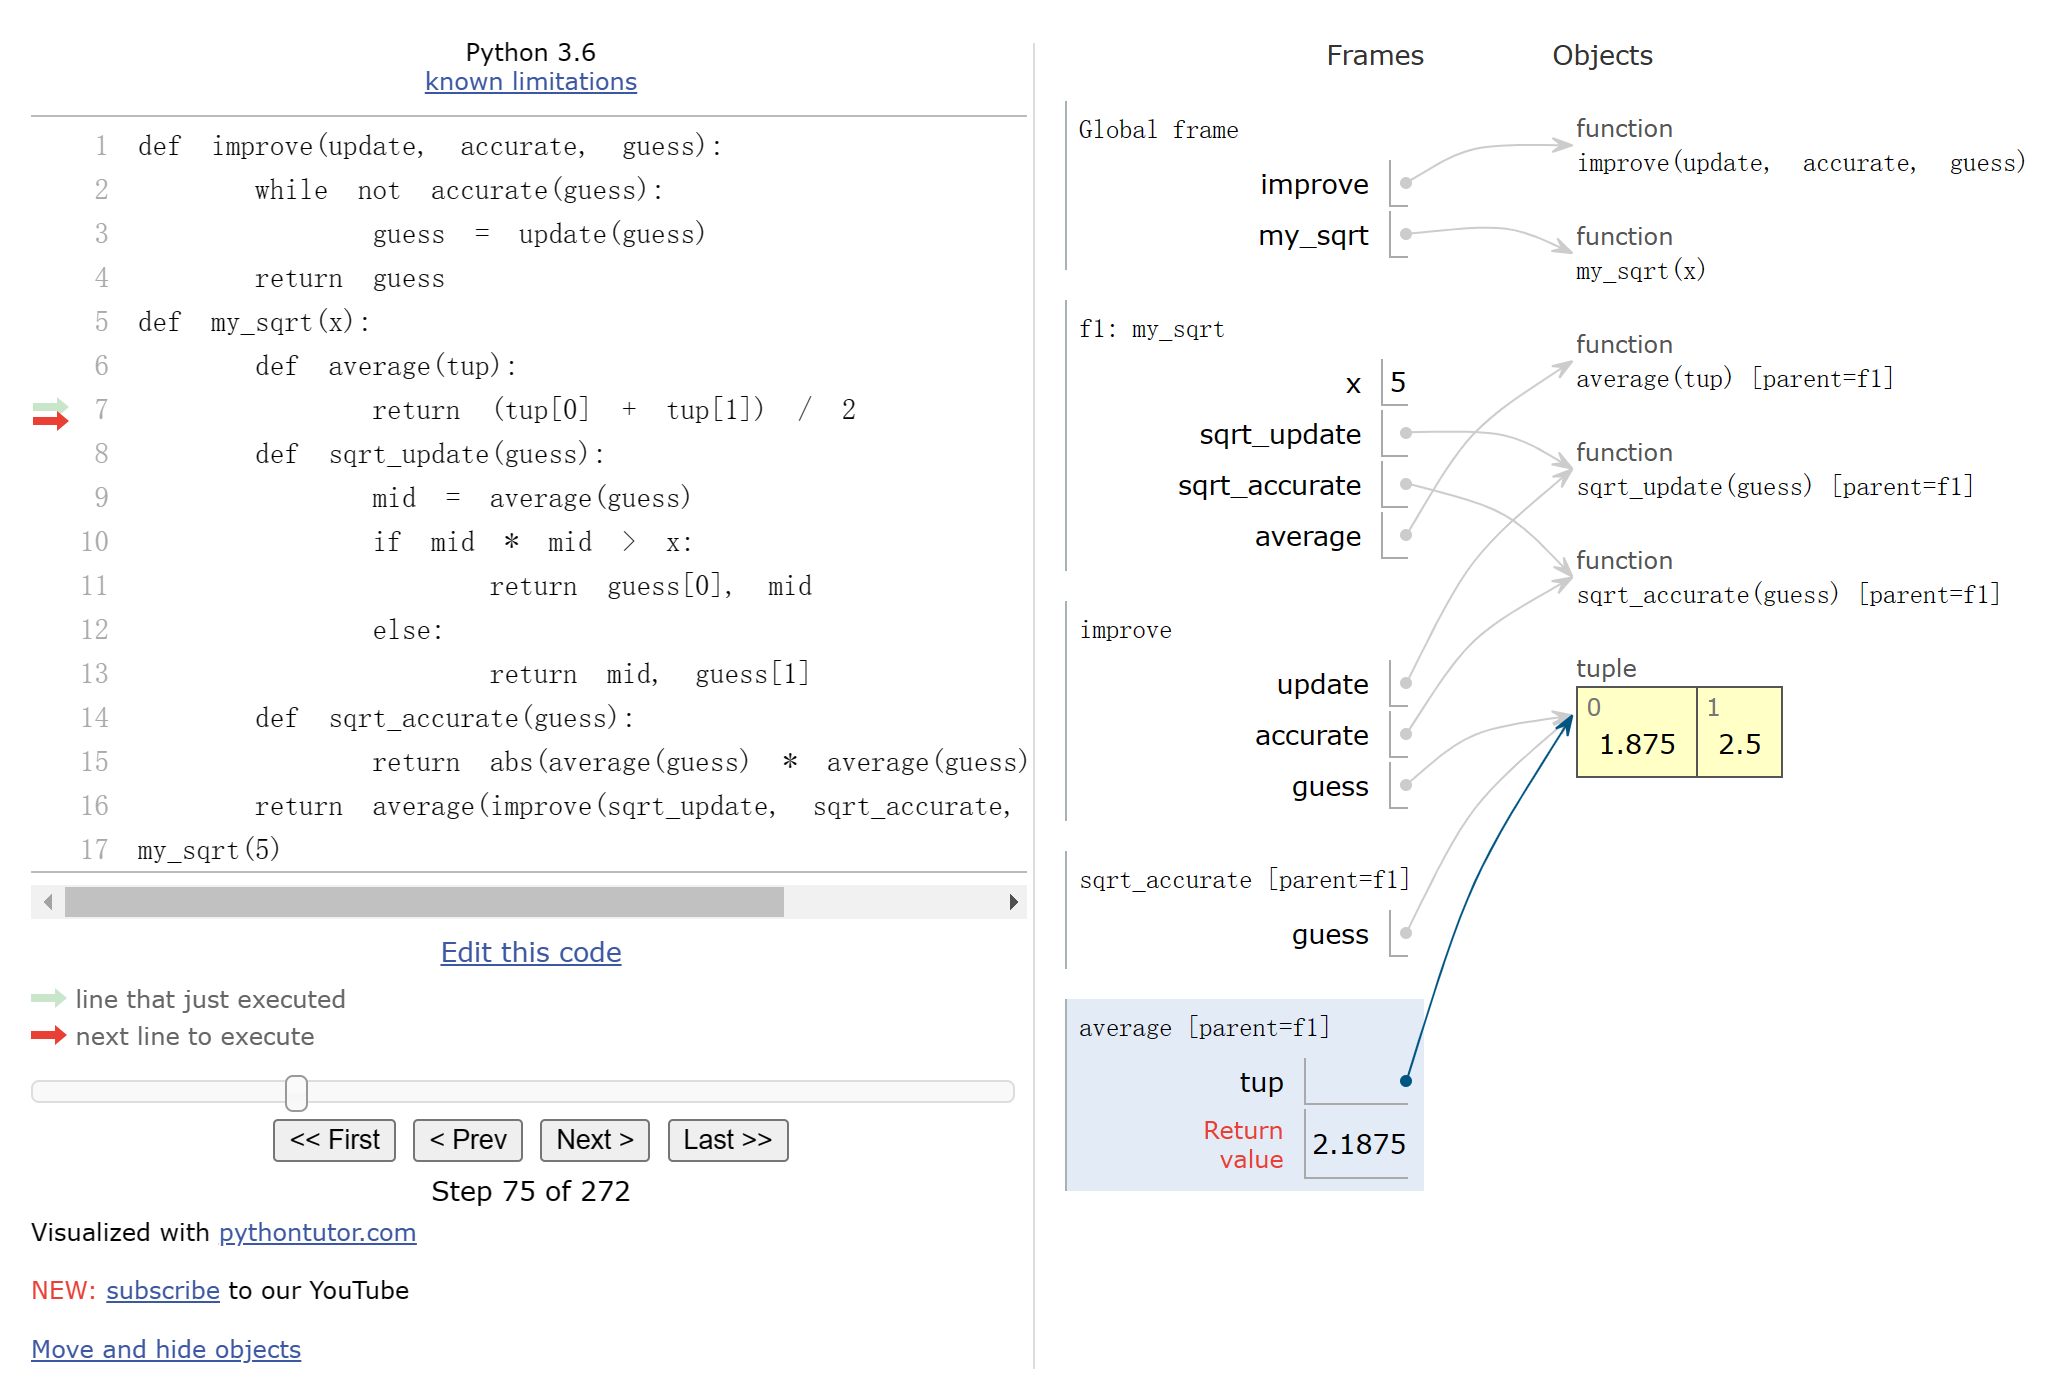 Python 3.6
known limitations
1 def improve(update, accurate, guess):
2 while not accurate(guess):
3 guess = update(guess)
4 return guess
5 def my_sqrt(x):
6 def average(tup):
7 return (tup[0] + tup[1]) / 2
8 def sqrt_update(guess):
9 mid = average(guess)
10 if mid * mid > x:
11 return guess[0], mid
12 else:
13 return mid, guess[1]
14 def sqrt_accurate(guess):
15 return abs(average(guess) * average(guess)
16 return average(improve(sqrt_update, sqrt_accurate,
17 my_sqrt(5)
Edit this code
line that just executed
next line to execute
<< First < Prev Next > Last >>
Step 75 of 272
Visualized with pythontutor.com
NEW: subscribe to our YouTube
Move and hide objects
Frames Objects
Global frame
improve
my_sqrt
function
improve(update, accurate, guess)
function
my_sqrt(x)
f1: my_sqrt
x 5
sqrt_update
sqrt_accurate
average
function
average(tup) [parent=f1]
function
sqrt_update(guess) [parent=f1]
function
sqrt_accurate(guess) [parent=f1]
improve
update
accurate
guess
tuple
0 1
1.875 2.5
sqrt_accurate [parent=f1]
guess
average [parent=f1]
tup
Return
value 2.1875